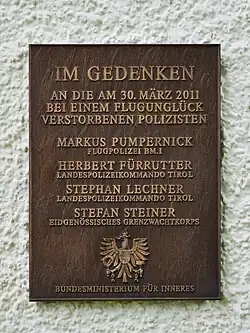 IM GEDENKEN
AN DIE AM 30. MÄRZ 2011
BEI EINEM FLUGUNGLÜCK
VERSTORBENEN POLIZISTEN
MARKUS PUMPERNICK
FLUGPOLIZEI BM.I
HERBERT FÜRRUTTER
LANDESPOLIZEIKOMMANDO TIROL
STEPHAN LECHNER
LANDESPOLIZEIKOMMANDO TIROL
STEFAN STEINER
EIDGENÖSSISCHES GRENZWACHTKORPS
BUNDESMINISTERIUM FÜR INNERES